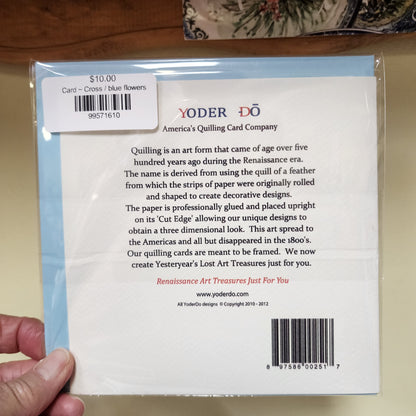 $10.00
Card – Cross / blue flowers
99571610
YODER DŌ
America's Quilling Card Company
Quilling is an art form that came of age over five
hundred years ago during the Renaissance era.
The name is derived from using the quill of a feather
from which the strips of paper were originally rolled
and shaped to create decorative designs.
The paper is professionally glued and placed upright
on its 'Cut Edge' allowing our unique designs to
obtain a three dimensional look. This art spread to
the Americas and all but disappeared in the 1800's.
Our quilling cards are meant to be framed. We now
create Yesteryear's Lost Art Treasures just for you.
Renaissance Art Treasures Just For You
www.yoderdo.com
All YoderDo designs © Copyright 2010 - 2012
8 97586 00251 7